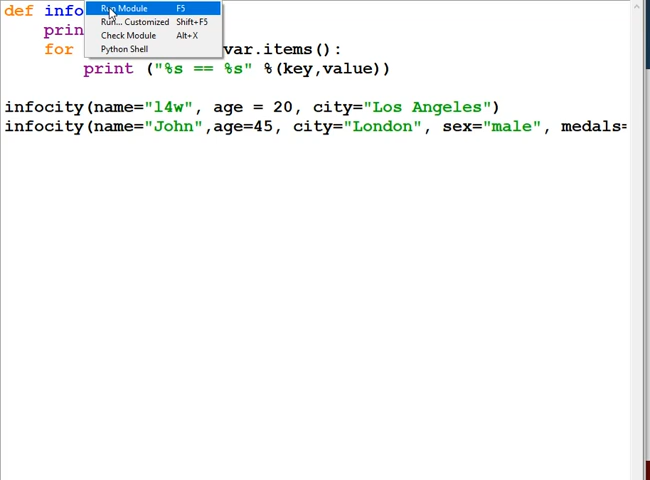 def info
Run Module F5
Run... Customized Shift+F5
prin
Check Module Alt+X
for var.items():
Python Shell
print ("%s == %s" %(key,value))
infocity(name="l4w", age = 20, city="Los Angeles")
infocity(name="John",age=45, city="London", sex="male", medals=